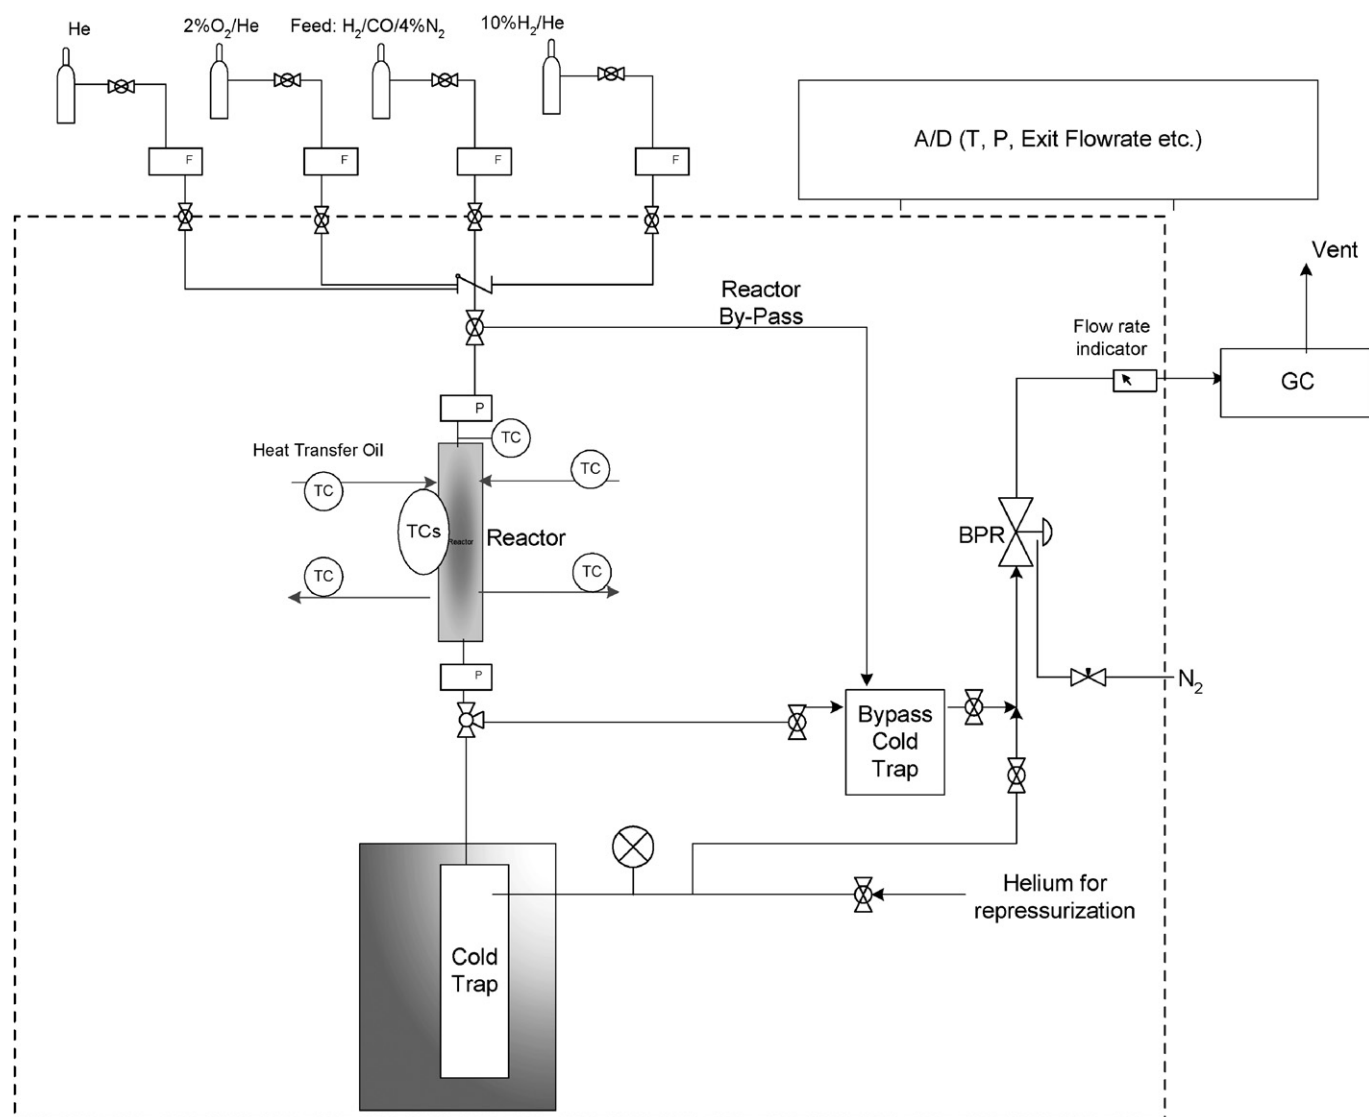 He
2%O₂/He
Feed: H₂/CO/4%N₂
10%H₂/He
A/D (T, P, Exit Flowrate etc.)
F
F
F
F
Vent
Reactor
By-Pass
Flow rate
indicator
GC
P
TC
Heat Transfer Oil
TC
TC
TCs
Reactor
Reactor
BPR
TC
TC
P
N₂
Bypass
Cold
Trap
Helium for
repressurization
Cold
Trap